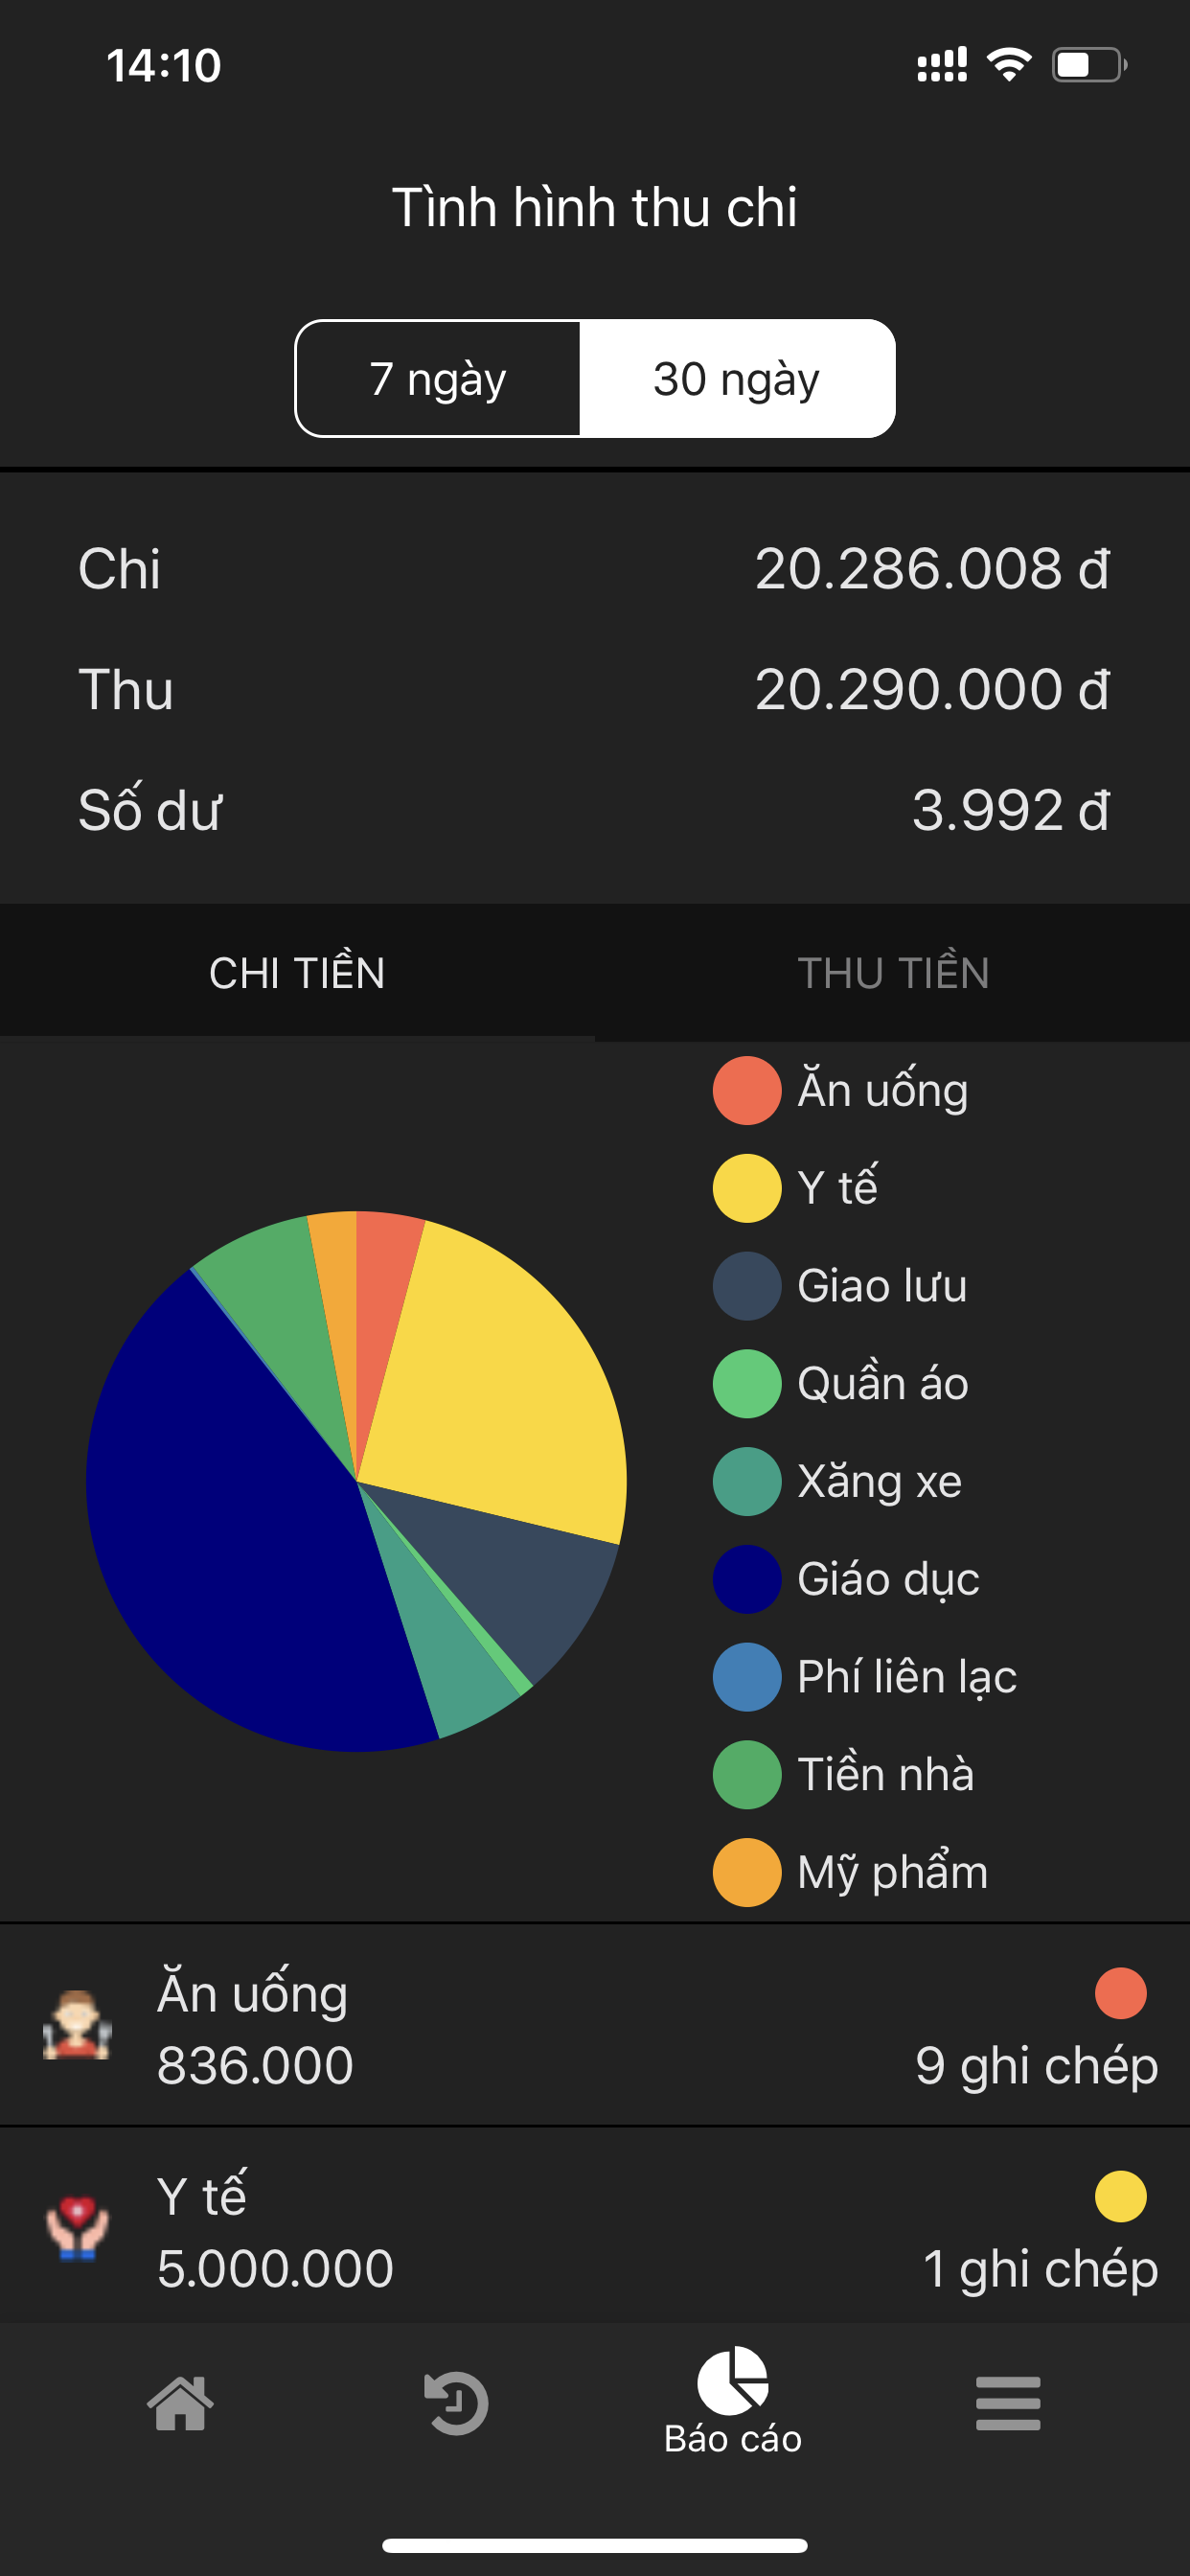 14:10
Tình hình thu chi
7 ngày
30 ngày
Chi
20.286.008 đ
Thu
20.290.000 đ
Số dư
3.992 đ
CHI TIỀN
THU TIỀN
Ăn uống
Y tế
Giao lưu
Quần áo
Xăng xe
Giáo dục
Phí liên lạc
Tiền nhà
Mỹ phẩm
Ăn uống
836.000
9 ghi chép
Y tế
5.000.000
1 ghi chép
Báo cáo